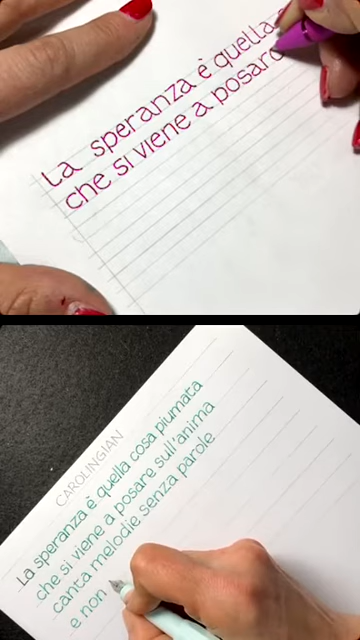 La speranza è quella
che si viene a posare
CAROLINGIAN
La speranza è quella cosa piumata
che si viene a posare sull'anima
canta melodie senza parole
e non